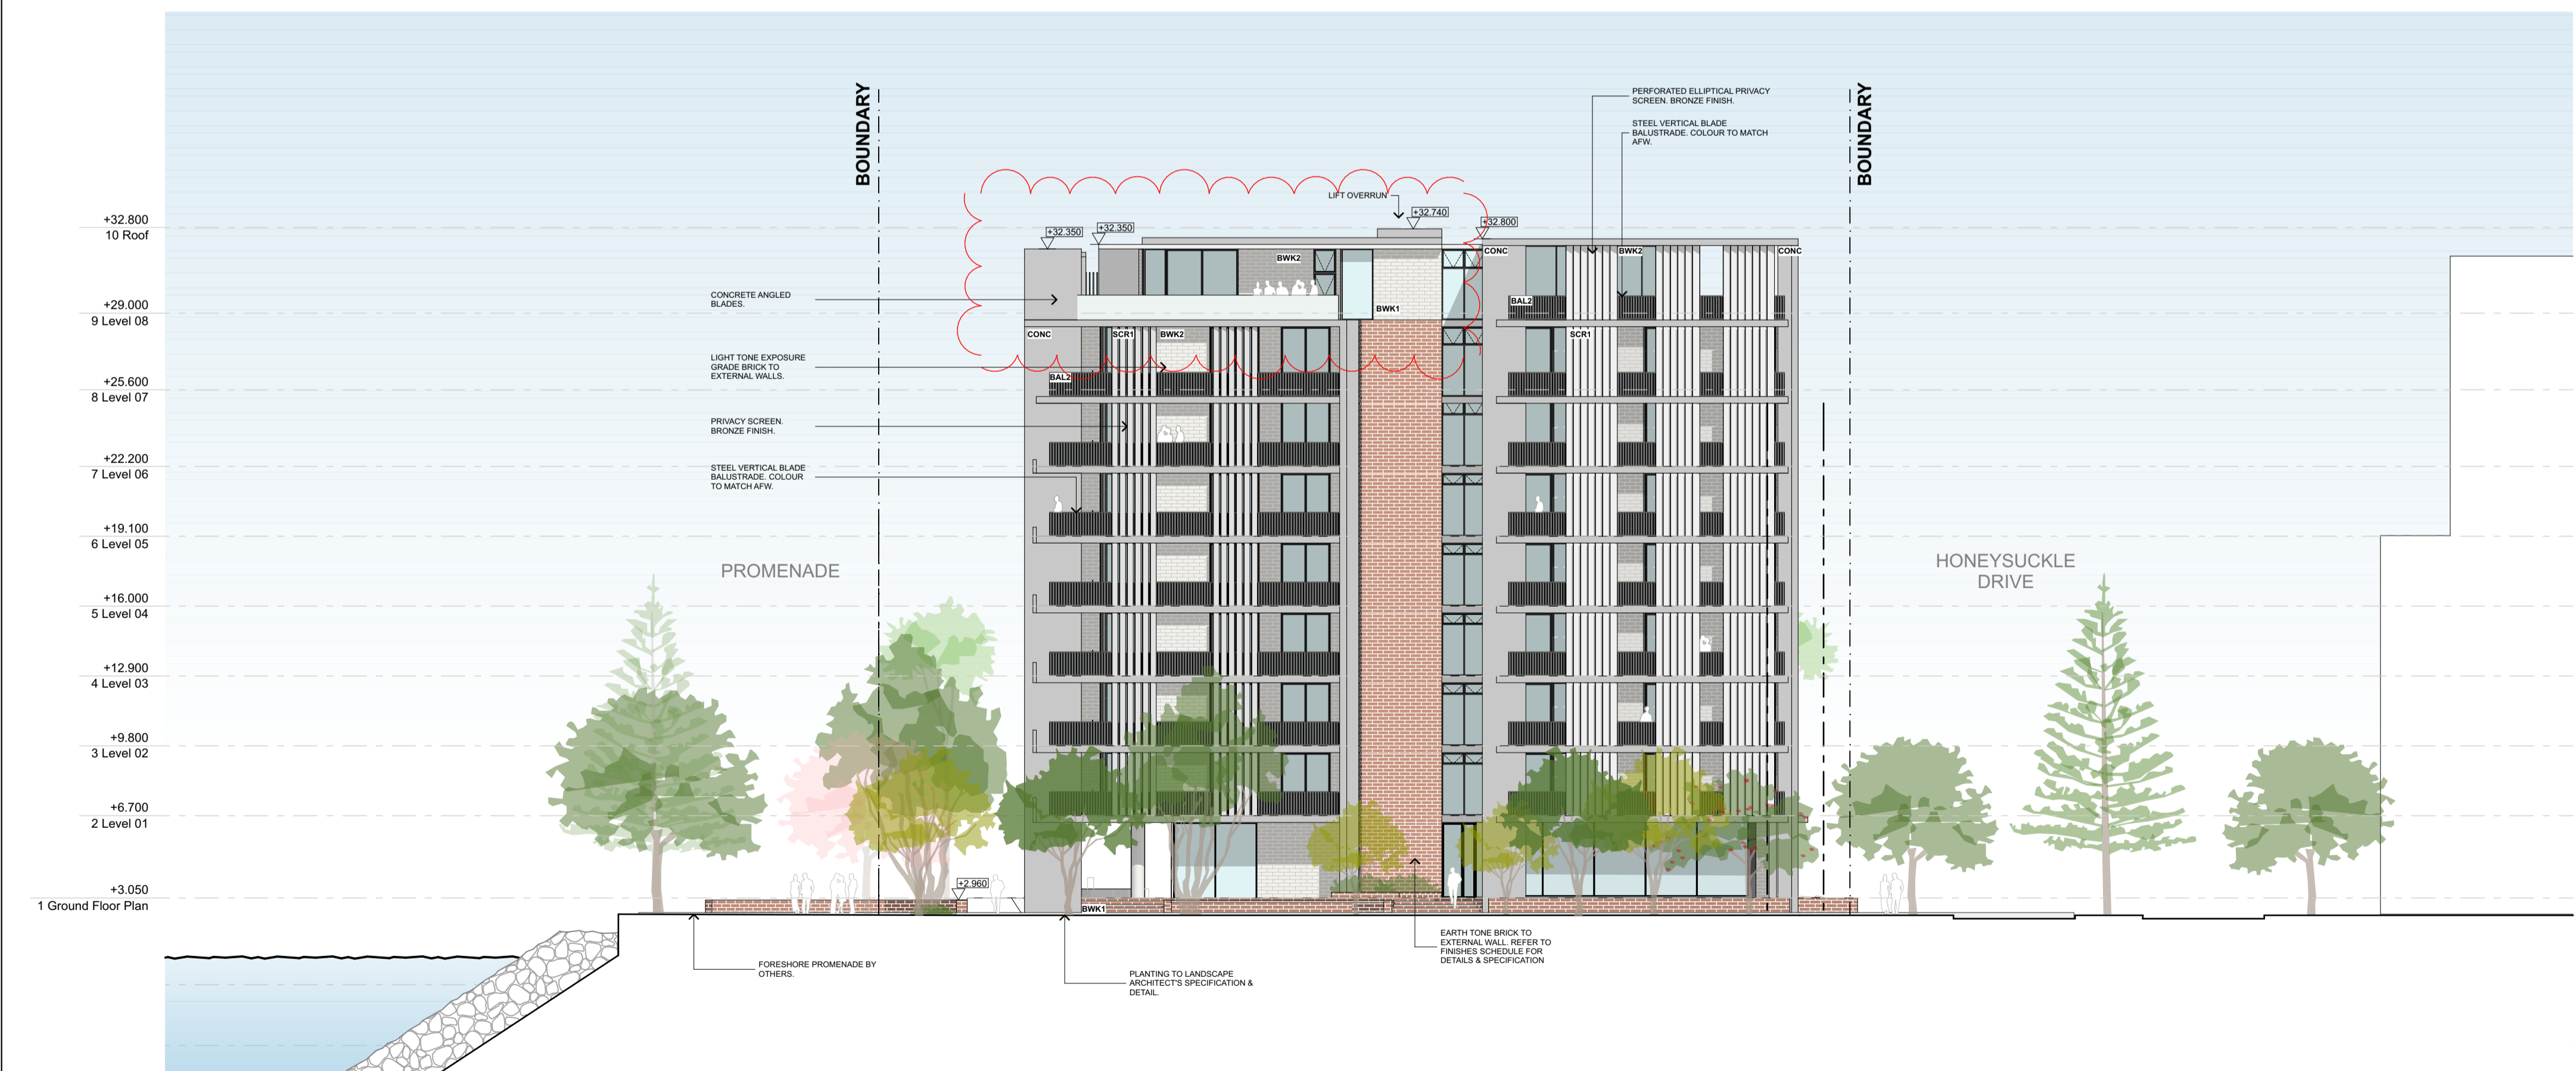 BOUNDARY
BOUNDARY
PERFORATED ELLIPTICAL PRIVACY
SCREEN. BRONZE FINISH.
STEEL VERTICAL BLADE
BALUSTRADE. COLOUR TO MATCH
AFW.
LIFT OVERRUN
+32.740
+32.800
+32.350
+32.350
+32.800
10 Roof
CONC
BWK2
CONC
BWK2
CONCRETE ANGLED
BLADES.
BAL2
BWK1
+29.000
9 Level 08
CONC
SCR1
BWK2
SCR1
LIGHT TONE EXPOSURE
GRADE BRICK TO
EXTERNAL WALLS.
BAL2
+25.600
8 Level 07
PRIVACY SCREEN.
BRONZE FINISH.
+22.200
7 Level 06
STEEL VERTICAL BLADE
BALUSTRADE. COLOUR
TO MATCH AFW.
+19.100
6 Level 05
PROMENADE
HONEYSUCKLE
DRIVE
+16.000
5 Level 04
+12.900
4 Level 03
+9.800
3 Level 02
+6.700
2 Level 01
+3.050
1 Ground Floor Plan
+2.960
BWK1
FORESHORE PROMENADE BY
OTHERS.
PLANTING TO LANDSCAPE
ARCHITECT'S SPECIFICATION &
DETAIL.
EARTH TONE BRICK TO
EXTERNAL WALL. REFER TO
FINISHES SCHEDULE FOR
DETAILS & SPECIFICATION